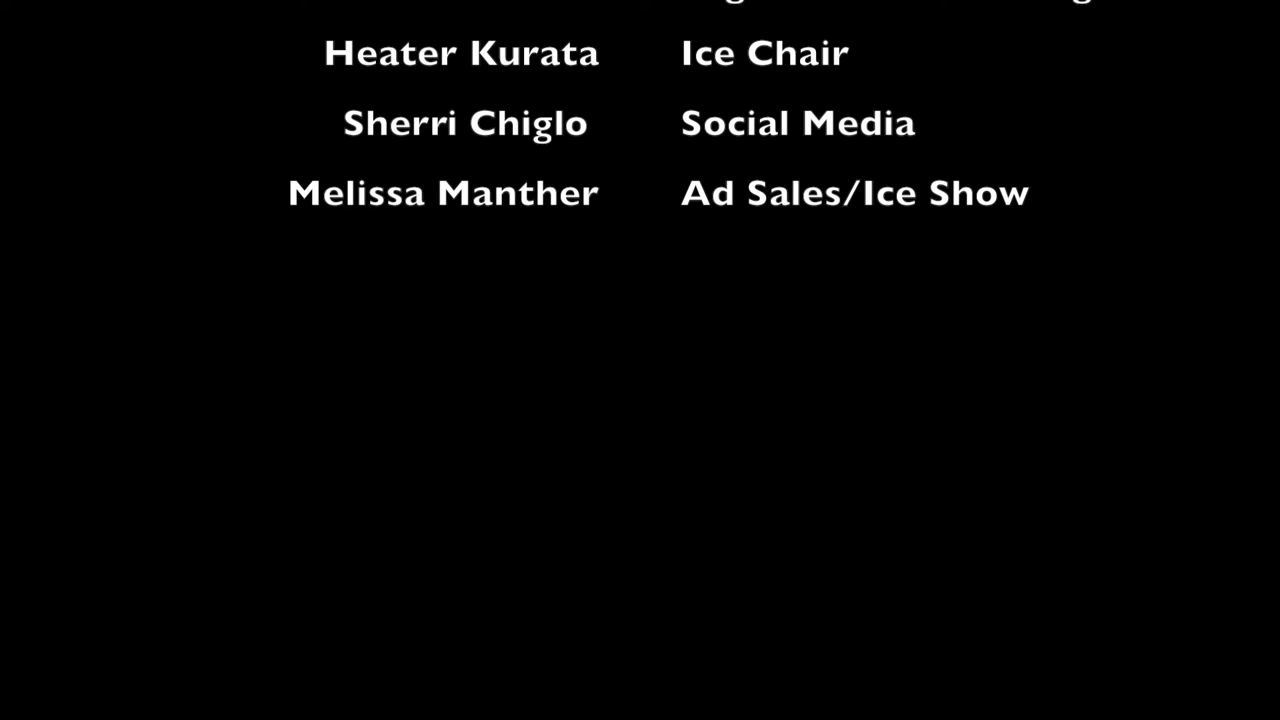 Heater Kurata Ice Chair
Sherri Chiglo Social Media
Melissa Manther Ad Sales/Ice Show